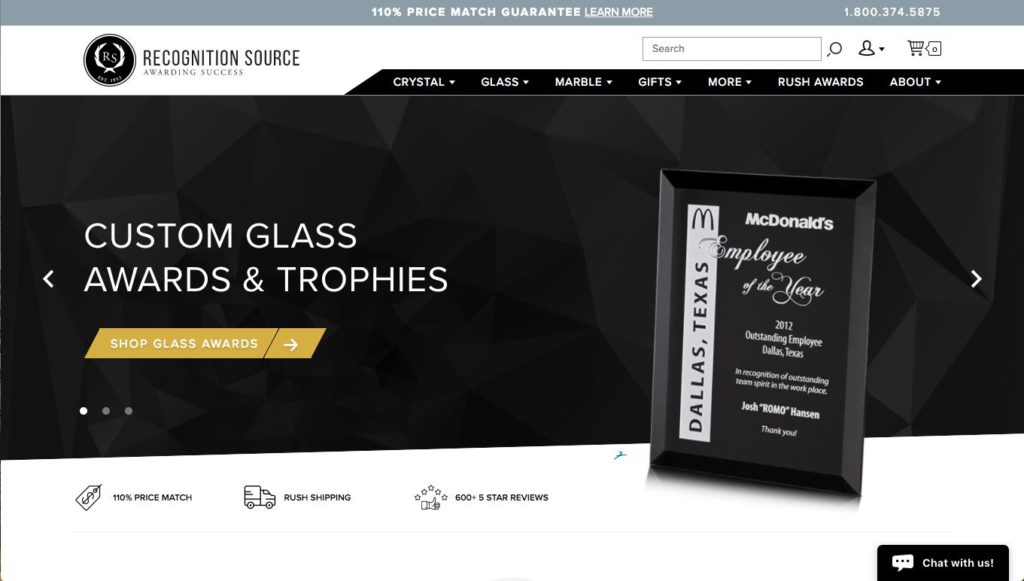 110% PRICE MATCH GUARANTEE LEARN MORE
1.800.374.5875
RS
EST. 1952
RECOGNITION SOURCE
AWARDING SUCCESS
Search
0
CRYSTAL
GLASS
MARBLE
GIFTS
MORE
RUSH AWARDS
ABOUT
CUSTOM GLASS
AWARDS & TROPHIES
SHOP GLASS AWARDS
DALLAS, TEXAS
McDonald's
Employee
of the Year
2012
Outstanding Employee
Dallas, Texas
In recognition of outstanding
team spirit in the work place.
Josh "ROMO" Hansen
Thank you!
110% PRICE MATCH
RUSH SHIPPING
600+ 5 STAR REVIEWS
Chat with us!